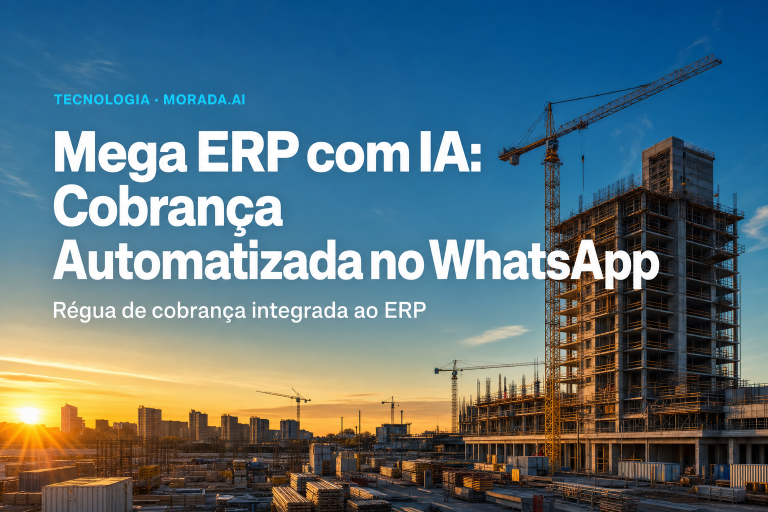 TECNOLOGIA · MORADA.AI
Mega ERP com IA:
Cobrança
Automatizada no WhatsApp
Régua de cobrança integrada ao ERP